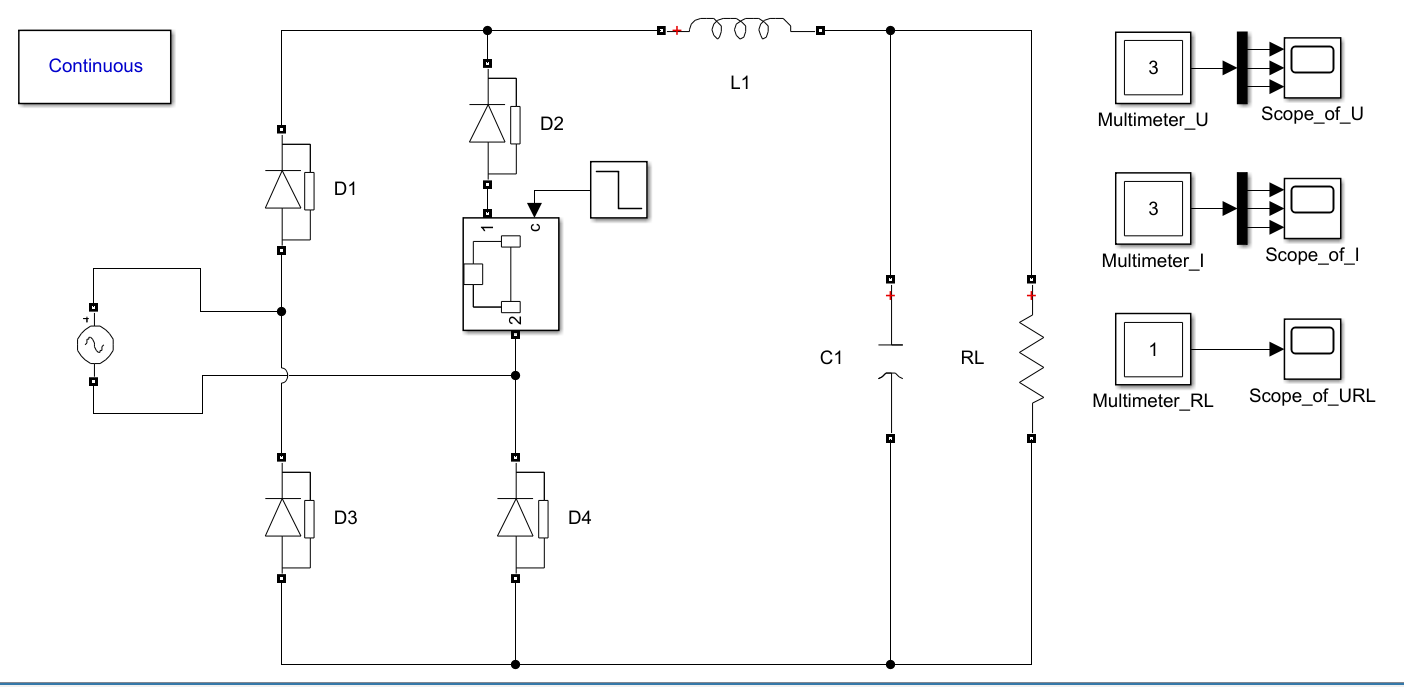 Continuous
L1
D2
D1
1
c
2
C1
RL
D3
D4
3
Multimeter_U
Scope_of_U
3
Multimeter_I
Scope_of_I
1
Multimeter_RL
Scope_of_URL